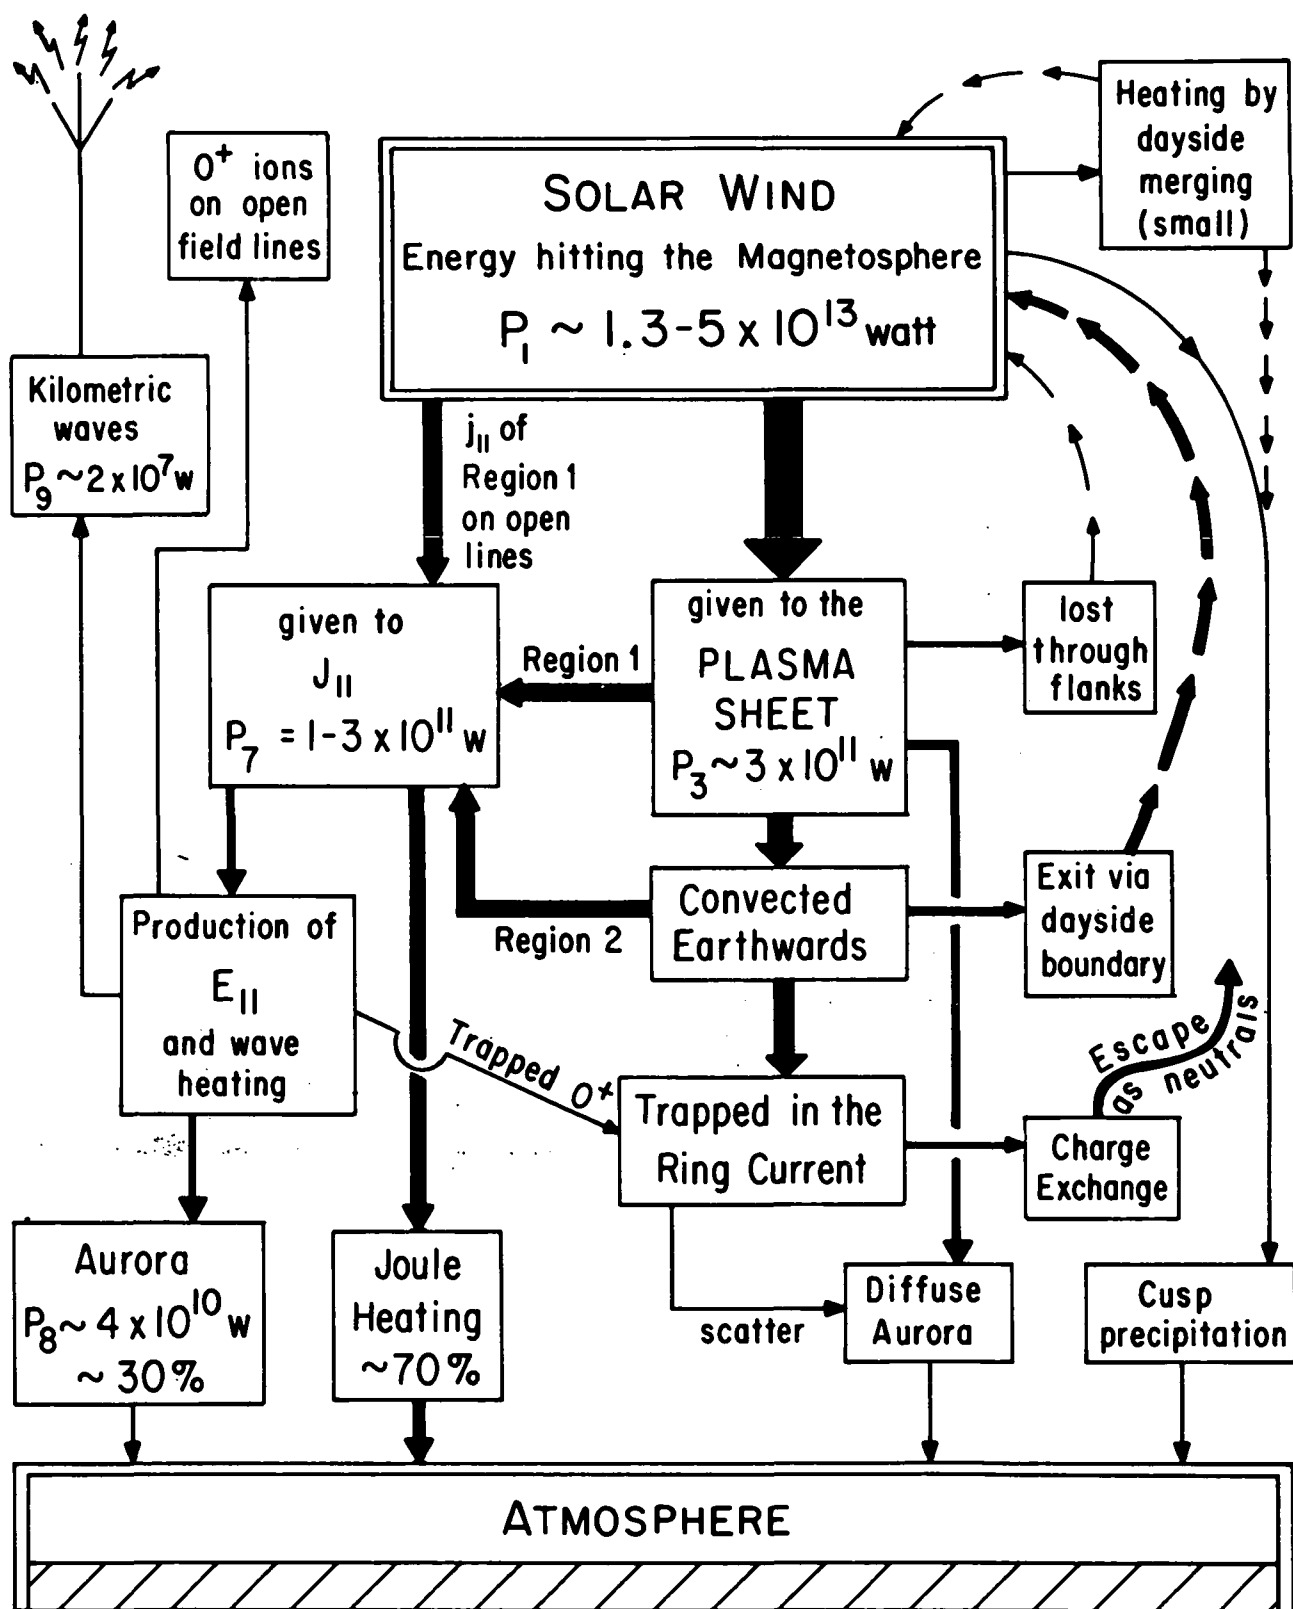 Heating by
dayside
merging
(small)
O⁺ ions
on open
field lines
SOLAR WIND
Energy hitting the Magnetosphere
P₁ ~ 1.3-5 x 10¹³ watt
Kilometric
waves
P₉ ~ 2 x 10⁷ w
j_II of
Region 1
on open
lines
given to
J_II
P₇ = 1-3 x 10¹¹ w
Region 1
given to the
PLASMA
SHEET
P₃ ~ 3 x 10¹¹ w
lost
through
flanks
Production of
E_II
and wave
heating
Region 2
Convected
Earthwards
Exit via
dayside
boundary
Trapped O⁺
Trapped in the
Ring Current
Escape
as neutrals
Charge
Exchange
Aurora
P₈ ~ 4 x 10¹⁰ w
~ 30%
Joule
Heating
~70%
scatter
Diffuse
Aurora
Cusp
precipitation
ATMOSPHERE